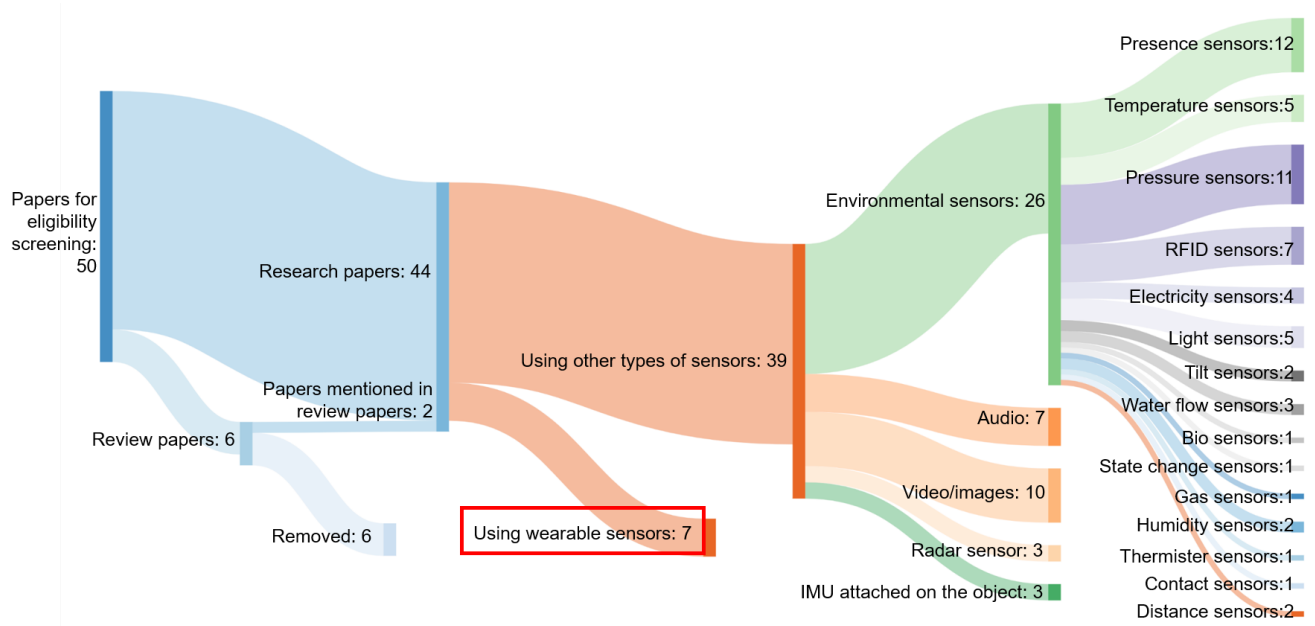 Papers for
eligibility
screening:
50
Research papers: 44
Papers mentioned in
review papers: 2
Review papers: 6
Removed: 6
Using other types of sensors: 39
Using wearable sensors: 7
Environmental sensors: 26
Audio: 7
Video/images: 10
Radar sensor: 3
IMU attached on the object: 3
Presence sensors:12
Temperature sensors:5
Pressure sensors:11
RFID sensors:7
Electricity sensors:4
Light sensors:5
Tilt sensors:2
Water flow sensors:3
Bio sensors:1
State change sensors:1
Gas sensors:1
Humidity sensors:2
Thermister sensors:1
Contact sensors:1
Distance sensors:2